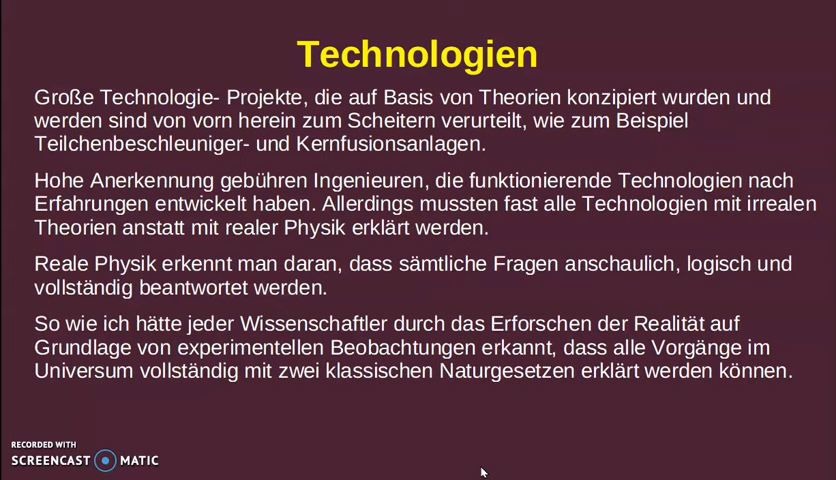 Technologien
Große Technologie- Projekte, die auf Basis von Theorien konzipiert wurden und
werden sind von vorn herein zum Scheitern verurteilt, wie zum Beispiel
Teilchenbeschleuniger- und Kernfusionsanlagen.
Hohe Anerkennung gebühren Ingenieuren, die funktionierende Technologien nach
Erfahrungen entwickelt haben. Allerdings mussten fast alle Technologien mit irrealen
Theorien anstatt mit realer Physik erklärt werden.
Reale Physik erkennt man daran, dass sämtliche Fragen anschaulich, logisch und
vollständig beantwortet werden.
So wie ich hätte jeder Wissenschaftler durch das Erforschen der Realität auf
Grundlage von experimentellen Beobachtungen erkannt, dass alle Vorgänge im
Universum vollständig mit zwei klassischen Naturgesetzen erklärt werden können.
RECORDED WITH
SCREENCAST MATIC